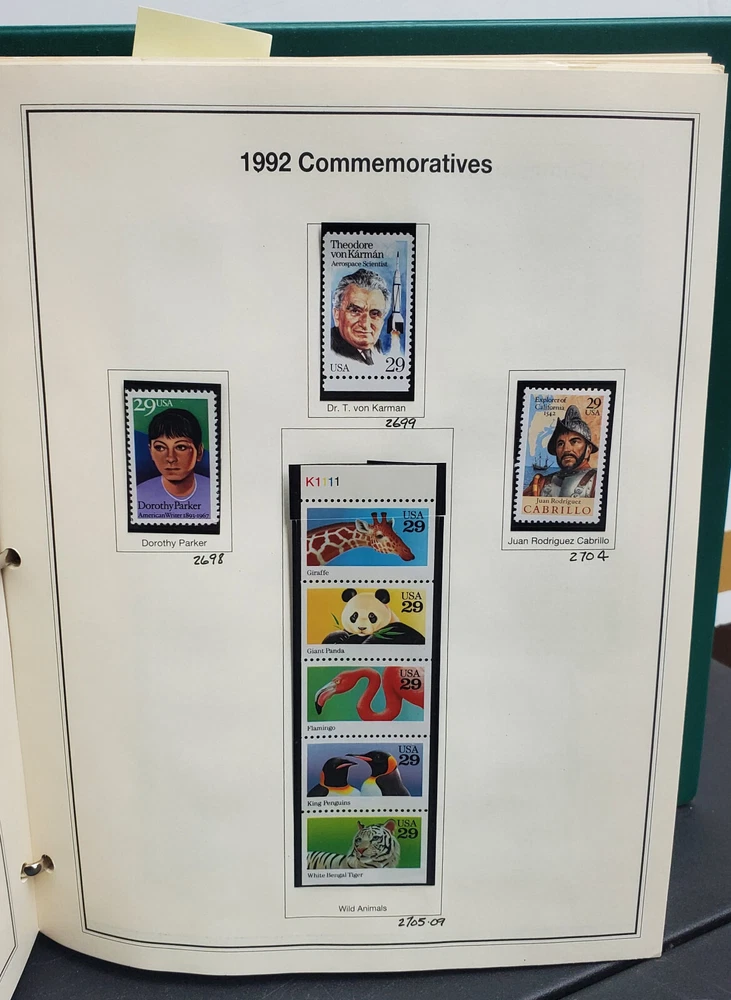 1992 Commemoratives
Theodore
von Kármán
Aerospace Scientist
USA 29
Dr. T. von Karman
2699
29 USA
Dorothy Parker
American Writer 1893-1967
Dorothy Parker
2698
Explorer of
California
1542
29
USA
Juan Rodríguez
CABRILLO
Juan Rodriguez Cabrillo
2704
K1111
USA
29
Giraffe
USA
29
Giant Panda
USA
29
Flamingo
USA
29
King Penguins
USA
29
White Bengal Tiger
Wild Animals
2705-09